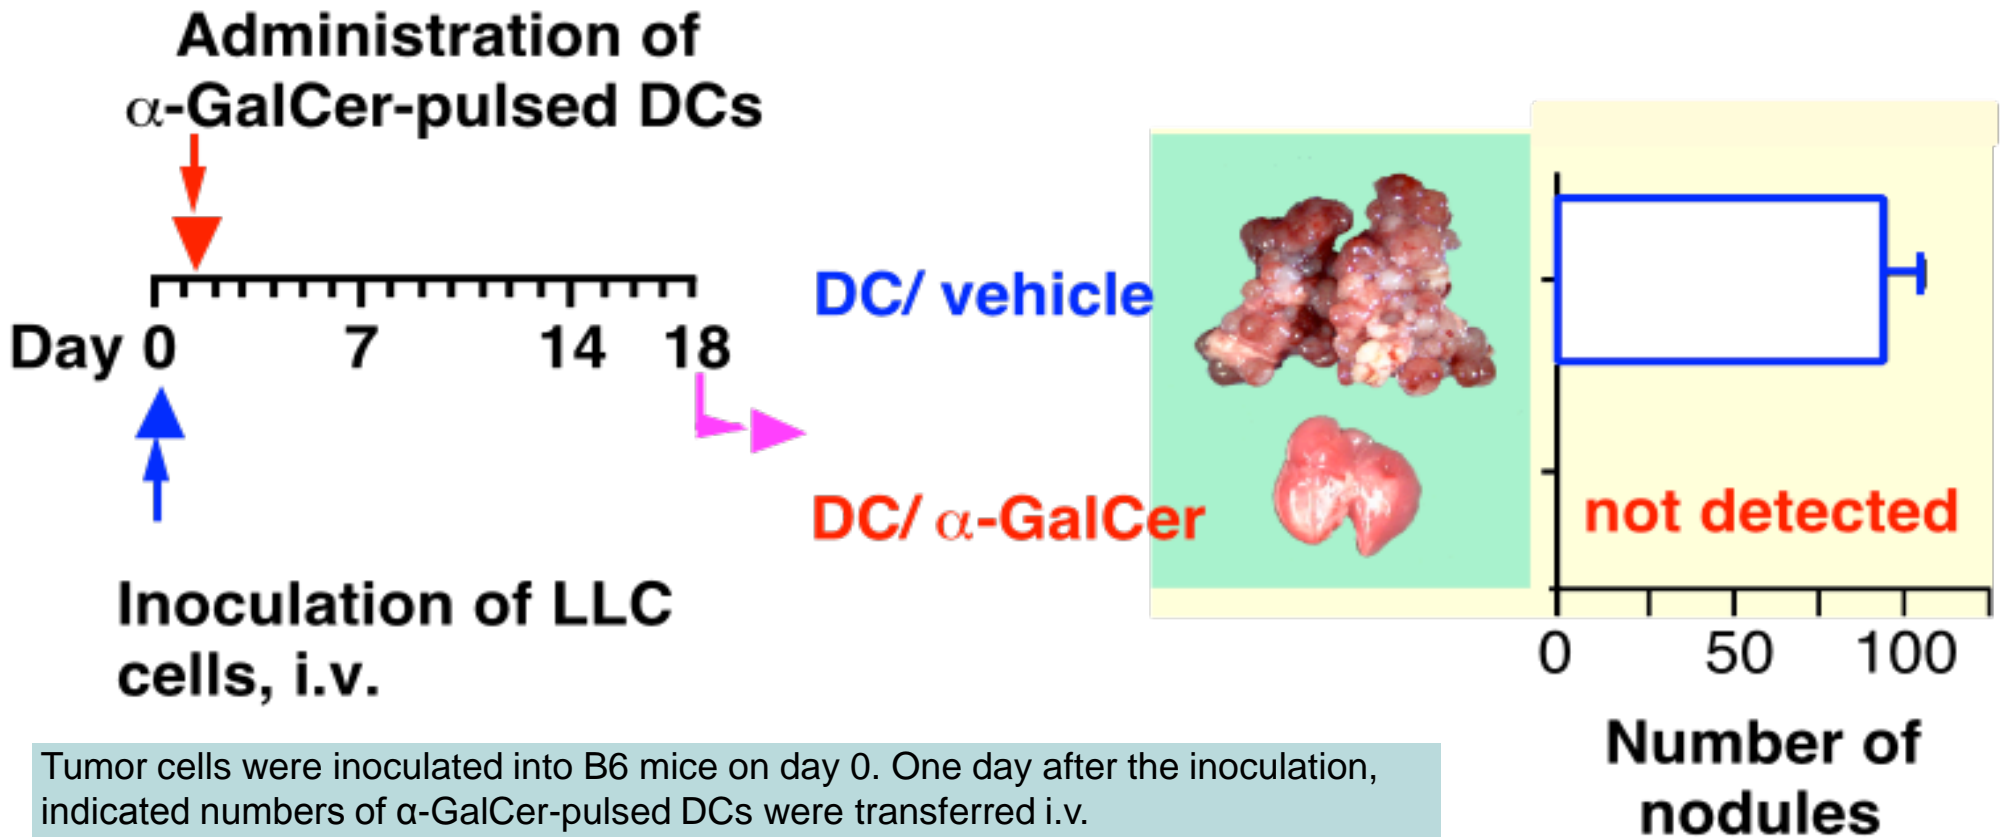 Administration of
α-GalCer-pulsed DCs
Day 0 7 14 18
Inoculation of LLC
cells, i.v.
DC/ vehicle
DC/ α-GalCer
not detected
0 50 100
Number of
nodules
Tumor cells were inoculated into B6 mice on day 0. One day after the inoculation,
indicated numbers of α-GalCer-pulsed DCs were transferred i.v.